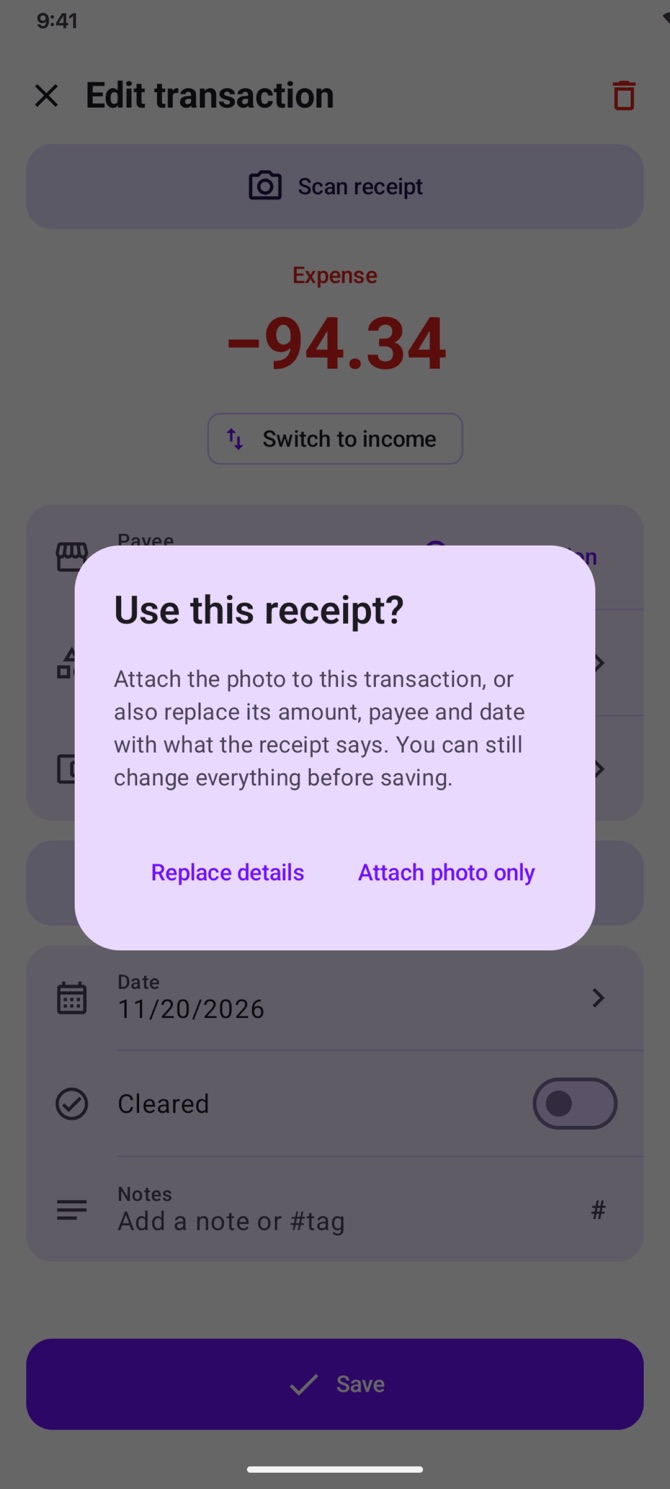 9:41
Edit transaction
Scan receipt
Expense
−94.34
Switch to income
Payee
Use this receipt?
Attach the photo to this transaction, or
also replace its amount, payee and date
with what the receipt says. You can still
change everything before saving.
Replace details
Attach photo only
Date
11/20/2026
Cleared
Notes
Add a note or #tag
#
Save